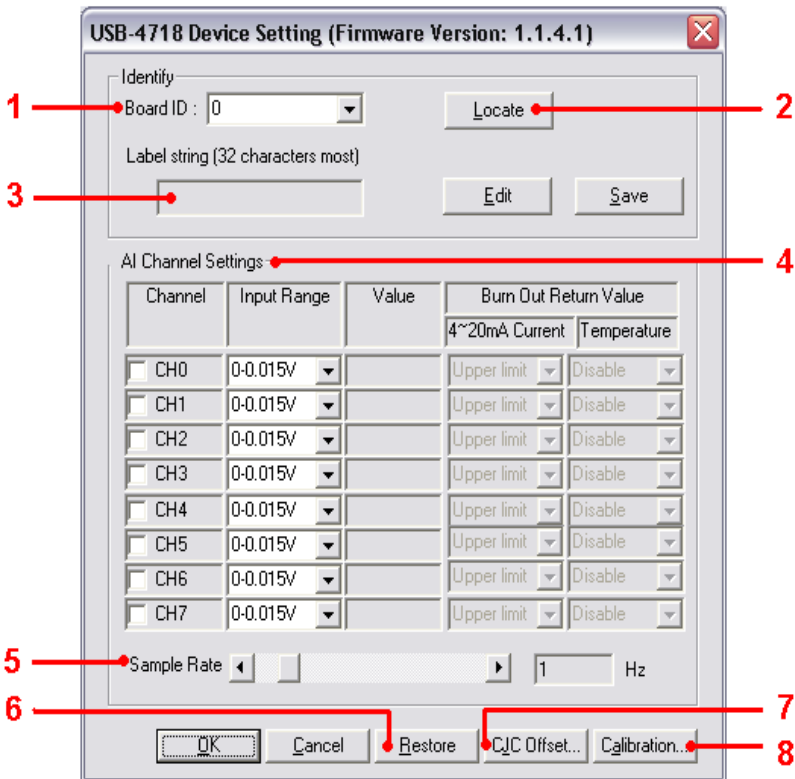 USB-4718 Device Setting (Firmware Version: 1.1.4.1)
Identify
1 Board ID : 0 Locate 2
Label string (32 characters most)
3 Edit Save
AI Channel Settings 4
Channel Input Range Value Burn Out Return Value
4~20mA Current Temperature
CH0 0-0.015V Upper limit Disable
CH1 0-0.015V Upper limit Disable
CH2 0-0.015V Upper limit Disable
CH3 0-0.015V Upper limit Disable
CH4 0-0.015V Upper limit Disable
CH5 0-0.015V Upper limit Disable
CH6 0-0.015V Upper limit Disable
CH7 0-0.015V Upper limit Disable
5 Sample Rate 1 Hz
6 7
OK Cancel Restore CJC Offset... Calibration... 8